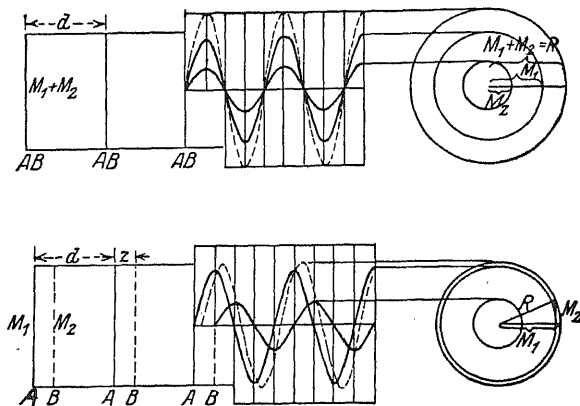 d
M₁+M₂
M₁+M₂=R
M₁
M₂
AB AB AB
d z
M₁ M₂
R M₂
M₁
A B A B A B